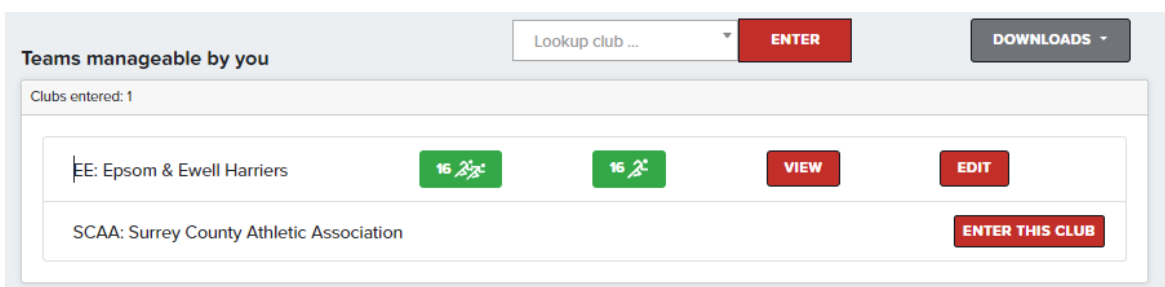 Teams manageable by you
Lookup club ...
ENTER
DOWNLOADS
Clubs entered: 1
EE: Epsom & Ewell Harriers
16
16
VIEW
EDIT
SCAA: Surrey County Athletic Association
ENTER THIS CLUB